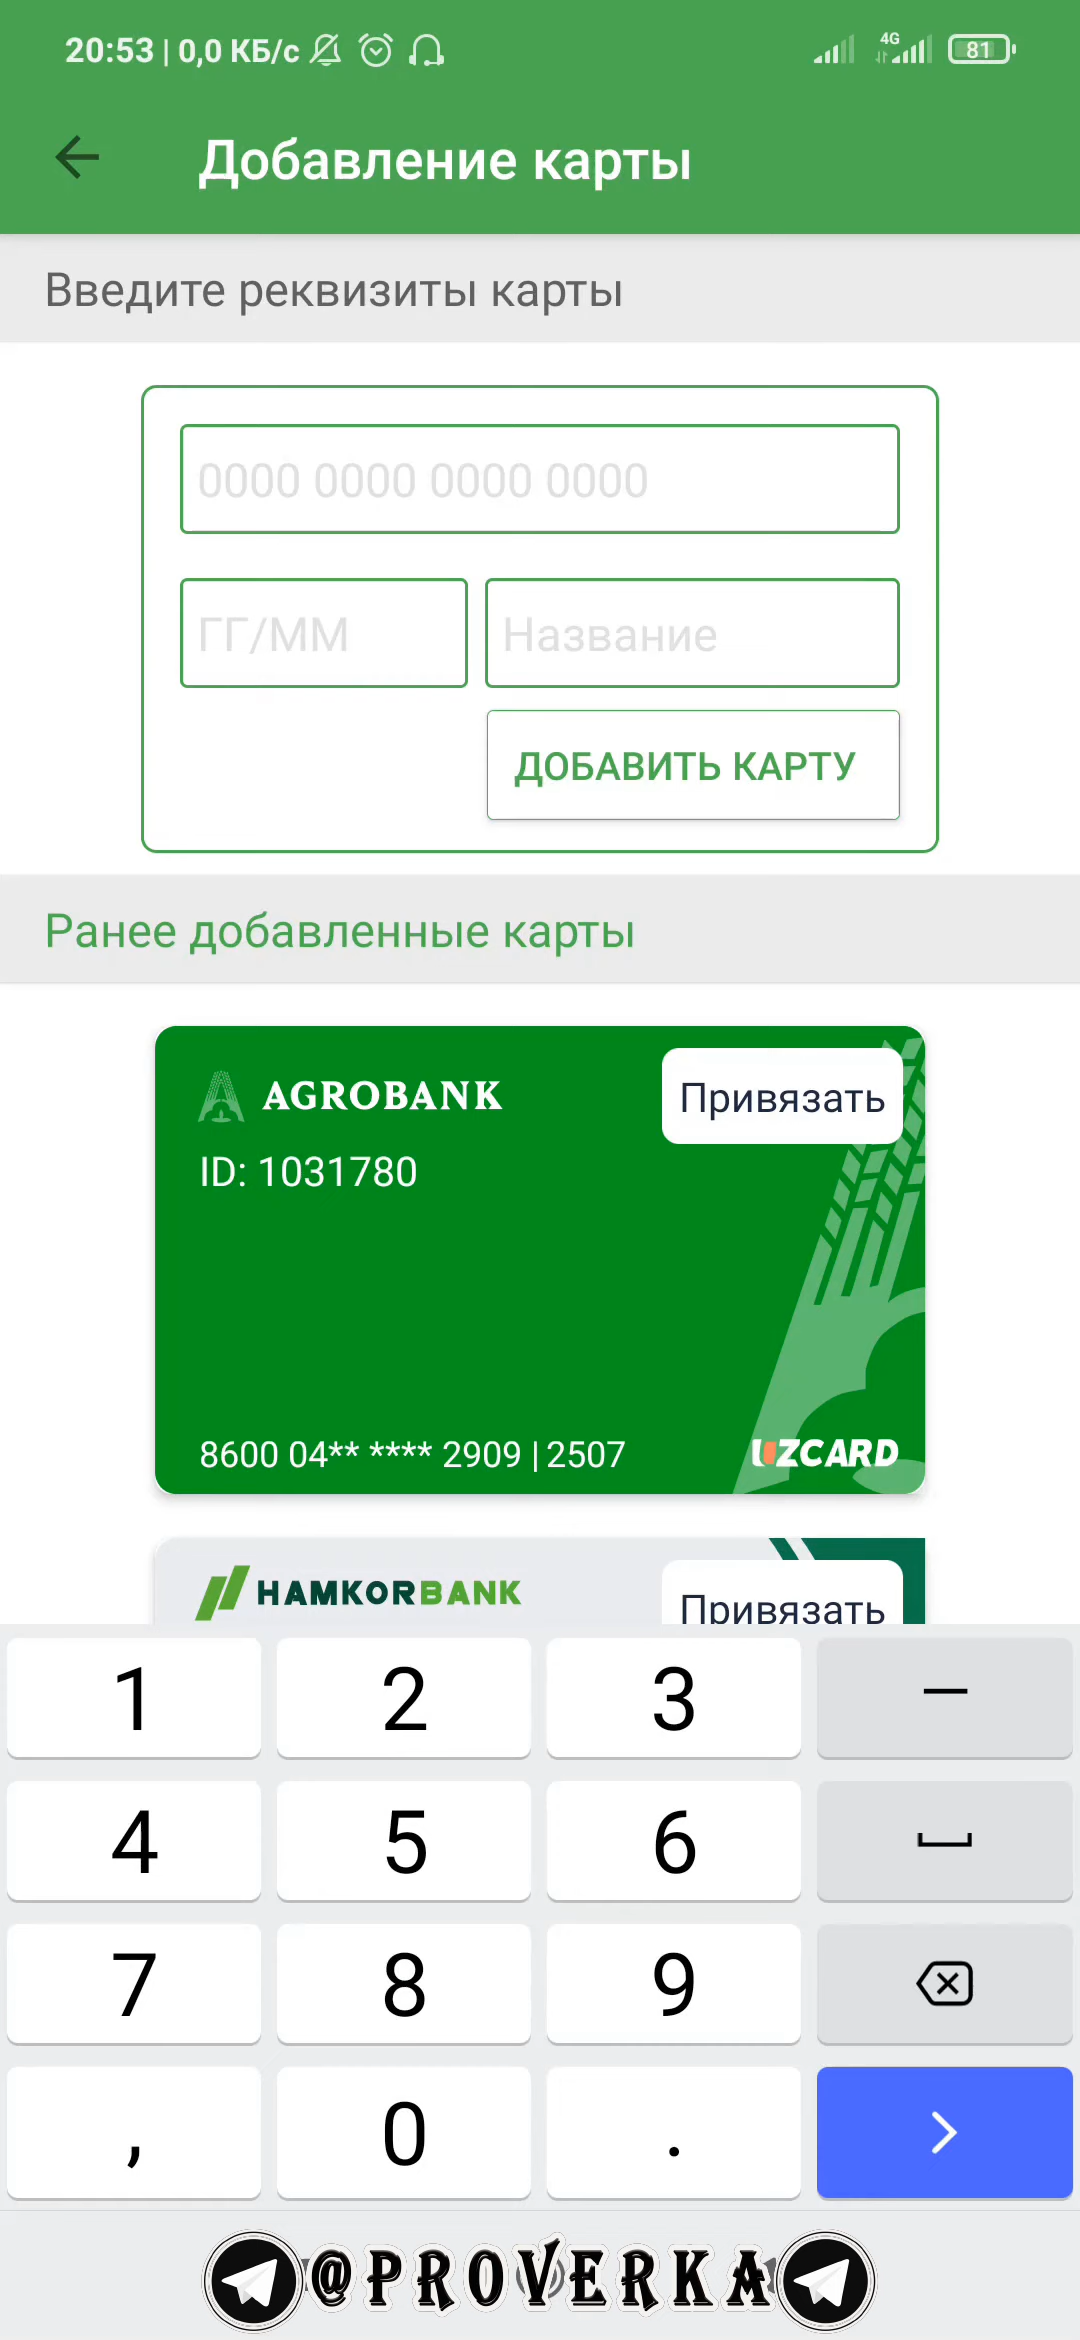 20:53 | 0,0 КБ/с 4G 81
Добавление карты
Введите реквизиты карты
0000 0000 0000 0000
ГГ/ММ Название
ДОБАВИТЬ КАРТУ
Ранее добавленные карты
AGROBANK Привязать
ID: 1031780
8600 04** **** 2909 | 2507 UZCARD
HAMKORBANK Привязать
1 2 3 –
4 5 6
7 8 9
, 0 .
@PROVERKA